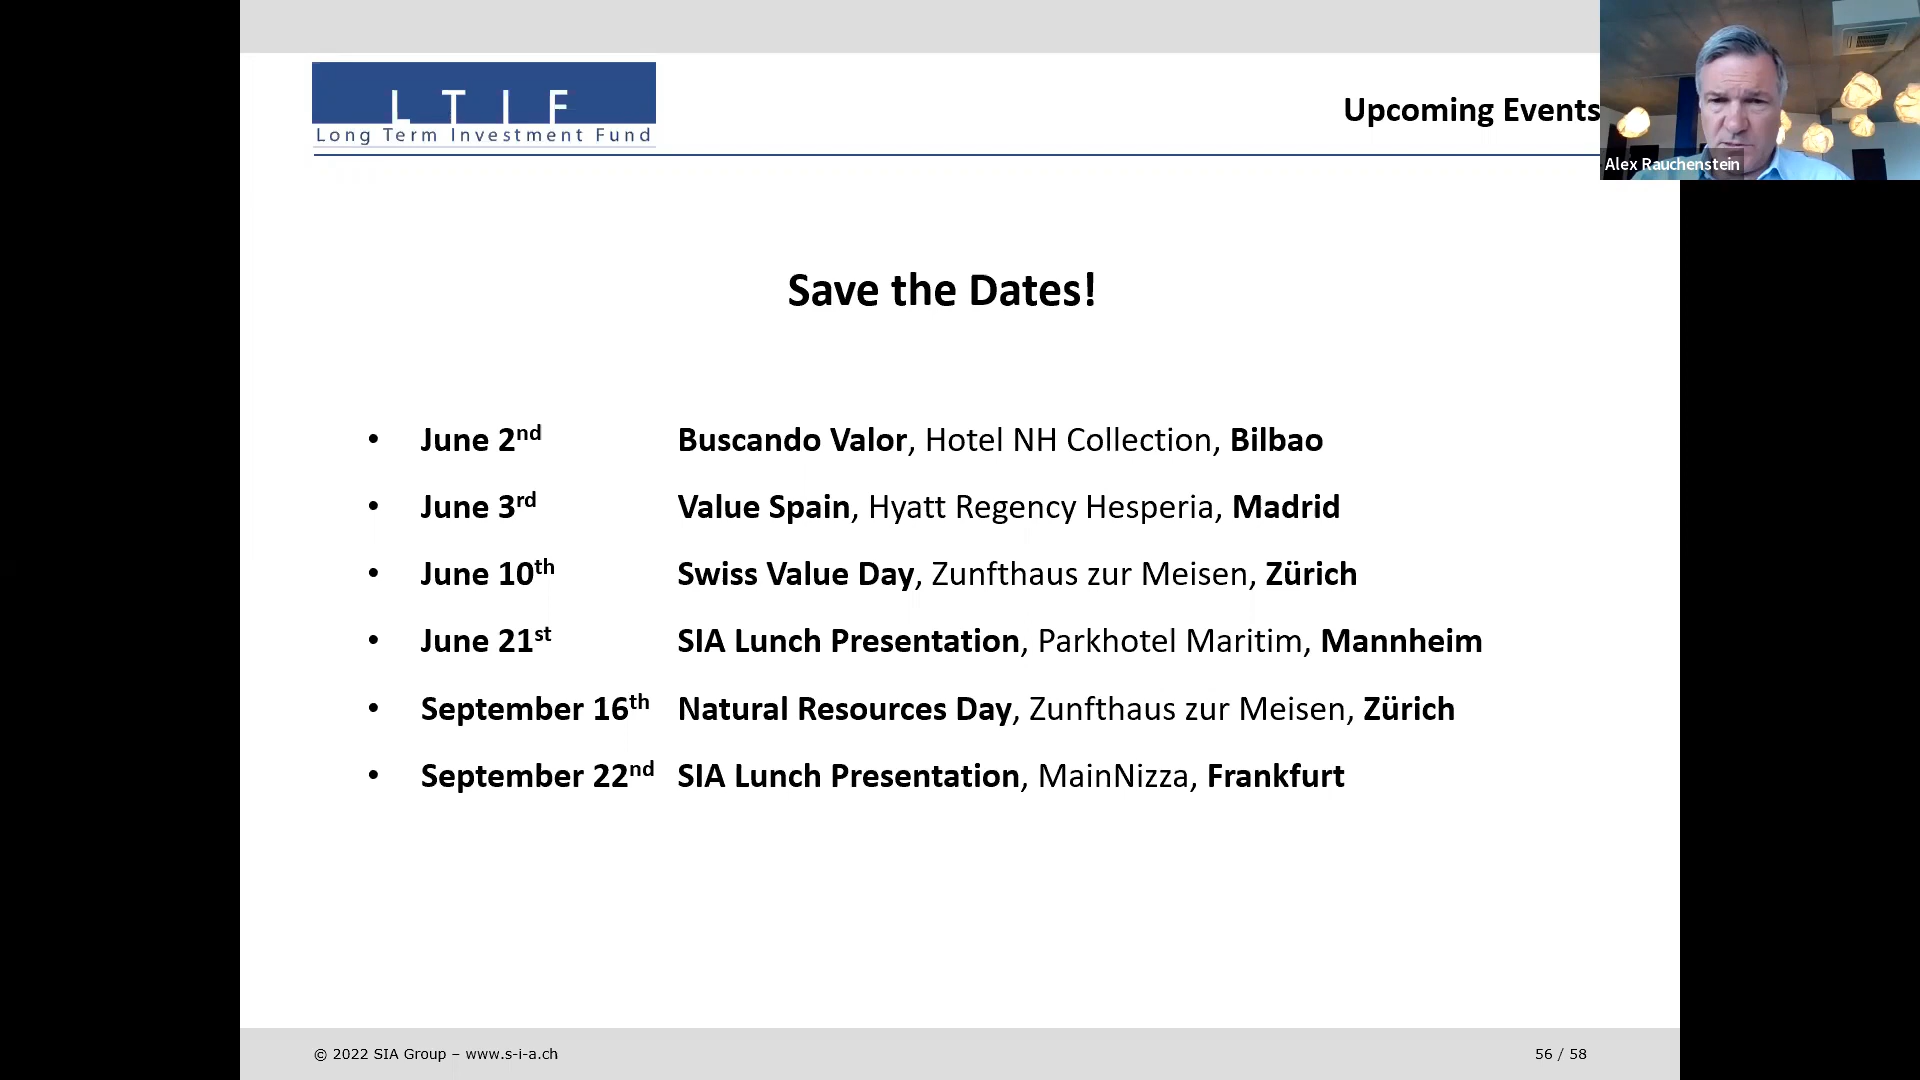 L T I F
Long Term Investment Fund
Upcoming Events
Alex Rauchenstein
Save the Dates!
• June 2nd Buscando Valor, Hotel NH Collection, Bilbao
• June 3rd Value Spain, Hyatt Regency Hesperia, Madrid
• June 10th Swiss Value Day, Zunfthaus zur Meisen, Zürich
• June 21st SIA Lunch Presentation, Parkhotel Maritim, Mannheim
• September 16th Natural Resources Day, Zunfthaus zur Meisen, Zürich
• September 22nd SIA Lunch Presentation, MainNizza, Frankfurt
© 2022 SIA Group – www.s-i-a.ch
56 / 58